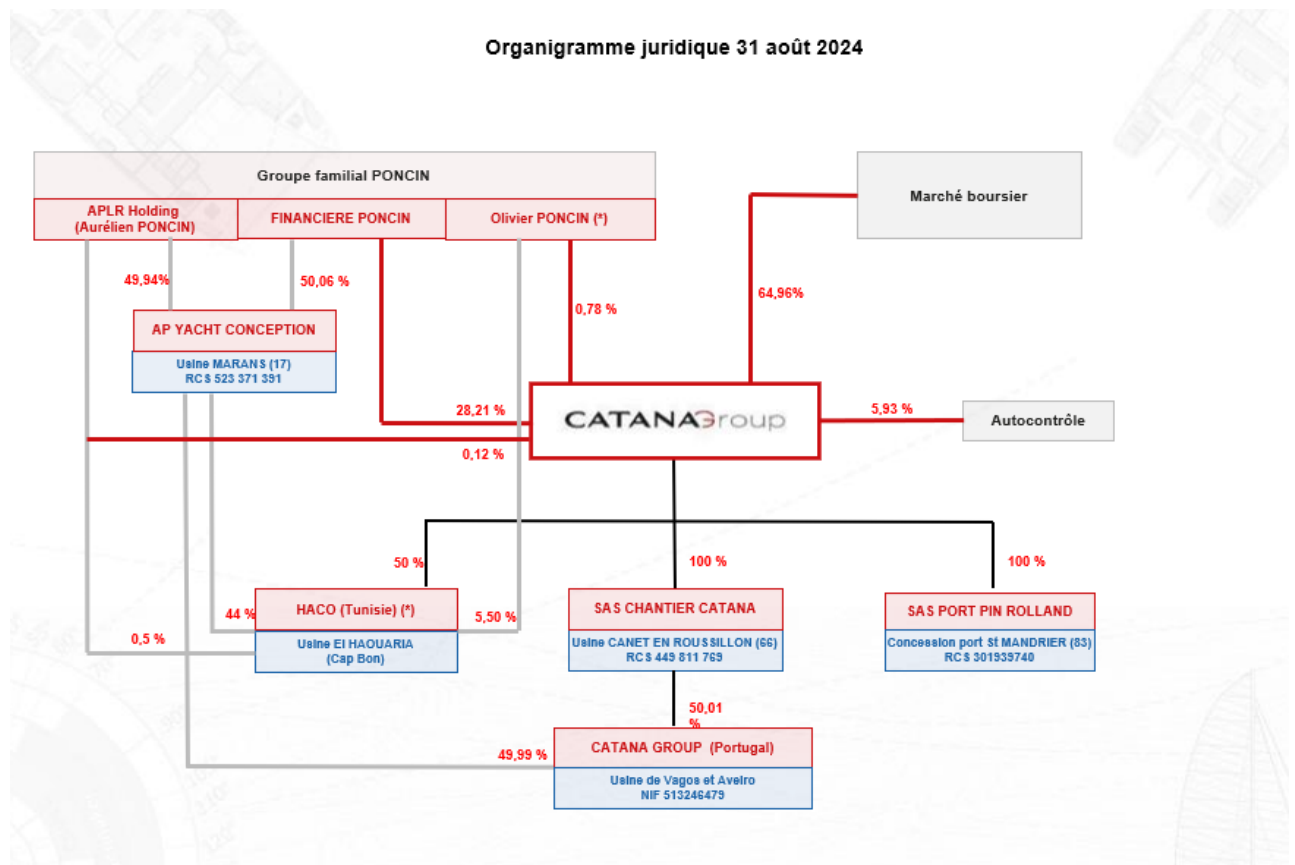 Organigramme juridique 31 août 2024
Groupe familial PONCIN
APLR Holding
(Aurélien PONCIN)
FINANCIERE PONCIN
Olivier PONCIN (*)
Marché boursier
49,94%
50,06 %
0,78 %
64,96%
AP YACHT CONCEPTION
Usine MARANS (17)
RCS 523 371 391
28,21 %
CATANA Group
5,93 %
Autocontrôle
0,12 %
50 %
100 %
100 %
HACO (Tunisie) (*)
Usine El HAOUARIA
(Cap Bon)
44 %
5,50 %
0,5 %
SAS CHANTIER CATANA
Usine CANET EN ROUSSILLON (66)
RCS 449 811 769
SAS PORT PIN ROLLAND
Concession port St MANDRIER (83)
RCS 301939740
50,01
%
49,99 %
CATANA GROUP (Portugal)
Usine de Vagos et Aveiro
NIF 513246479